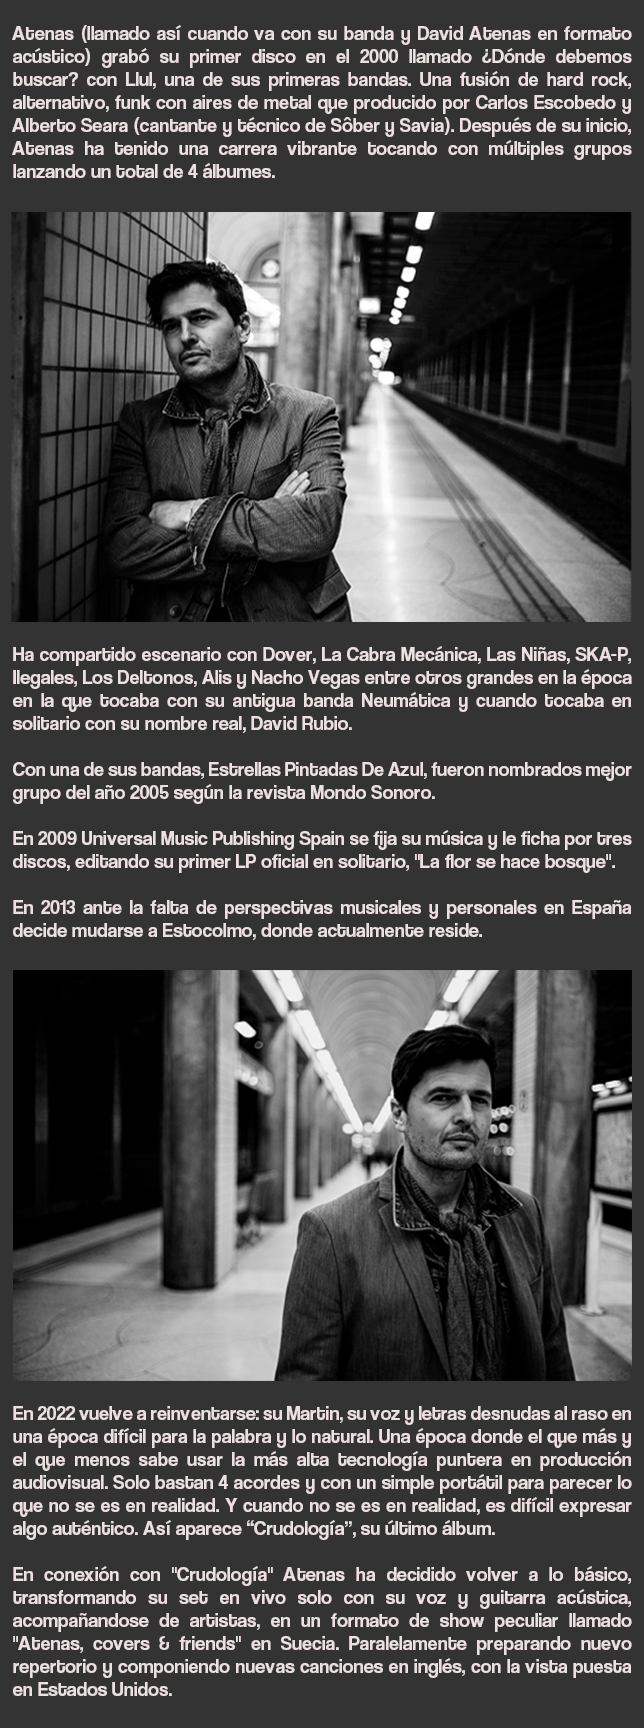 Atenas (llamado así cuando va con su banda y David Atenas en formato
acústico) grabó su primer disco en el 2000 llamado ¿Dónde debemos
buscar? con Llul, una de sus primeras bandas. Una fusión de hard rock,
alternativo, funk con aires de metal que producido por Carlos Escobedo y
Alberto Seara (cantante y técnico de Sôber y Savia). Después de su inicio,
Atenas ha tenido una carrera vibrante tocando con múltiples grupos
lanzando un total de 4 álbumes.
Ha compartido escenario con Dover, La Cabra Mecánica, Las Niñas, SKA-P,
Ilegales, Los Deltonos, Alis y Nacho Vegas entre otros grandes en la época
en la que tocaba con su antigua banda Neumática y cuando tocaba en
solitario con su nombre real, David Rubio.
Con una de sus bandas, Estrellas Pintadas De Azul, fueron nombrados mejor
grupo del año 2005 según la revista Mondo Sonoro.
En 2009 Universal Music Publishing Spain se fija su música y le ficha por tres
discos, editando su primer LP oficial en solitario, "La flor se hace bosque".
En 2013 ante la falta de perspectivas musicales y personales en España
decide mudarse a Estocolmo, donde actualmente reside.
En 2022 vuelve a reinventarse: su Martin, su voz y letras desnudas al raso en
una época difícil para la palabra y lo natural. Una época donde el que más y
el que menos sabe usar la más alta tecnología puntera en producción
audiovisual. Solo bastan 4 acordes y con un simple portátil para parecer lo
que no se es en realidad. Y cuando no se es en realidad, es difícil expresar
algo auténtico. Así aparece “Crudología”, su último álbum.
En conexión con "Crudología" Atenas ha decidido volver a lo básico,
transformando su set en vivo solo con su voz y guitarra acústica,
acompañandose de artistas, en un formato de show peculiar llamado
"Atenas, covers & friends" en Suecia. Paralelamente preparando nuevo
repertorio y componiendo nuevas canciones en inglés, con la vista puesta
en Estados Unidos.